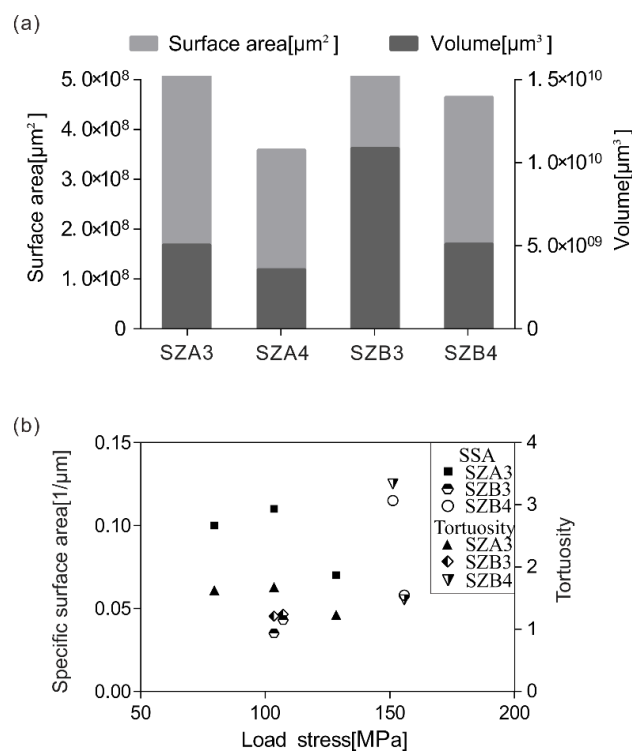 (a)
Surface area[μm²] Volume[μm³]
5.0×10⁸ 1.5×10¹⁰
4.0×10⁸
3.0×10⁸ 1.0×10¹⁰
2.0×10⁸
5.0×10⁰⁹
1.0×10⁸
0 0
Surface area[μm²]
Volume[μm³]
SZA3 SZA4 SZB3 SZB4
(b)
0.15 4
SSA
SZA3
SZB3
SZB4
Tortuosity
SZA3
SZB3
SZB4
3
0.10
2
0.05
1
0.00 0
Specific surface area[1/μm]
Tortuosity
50 100 150 200
Load stress[MPa]